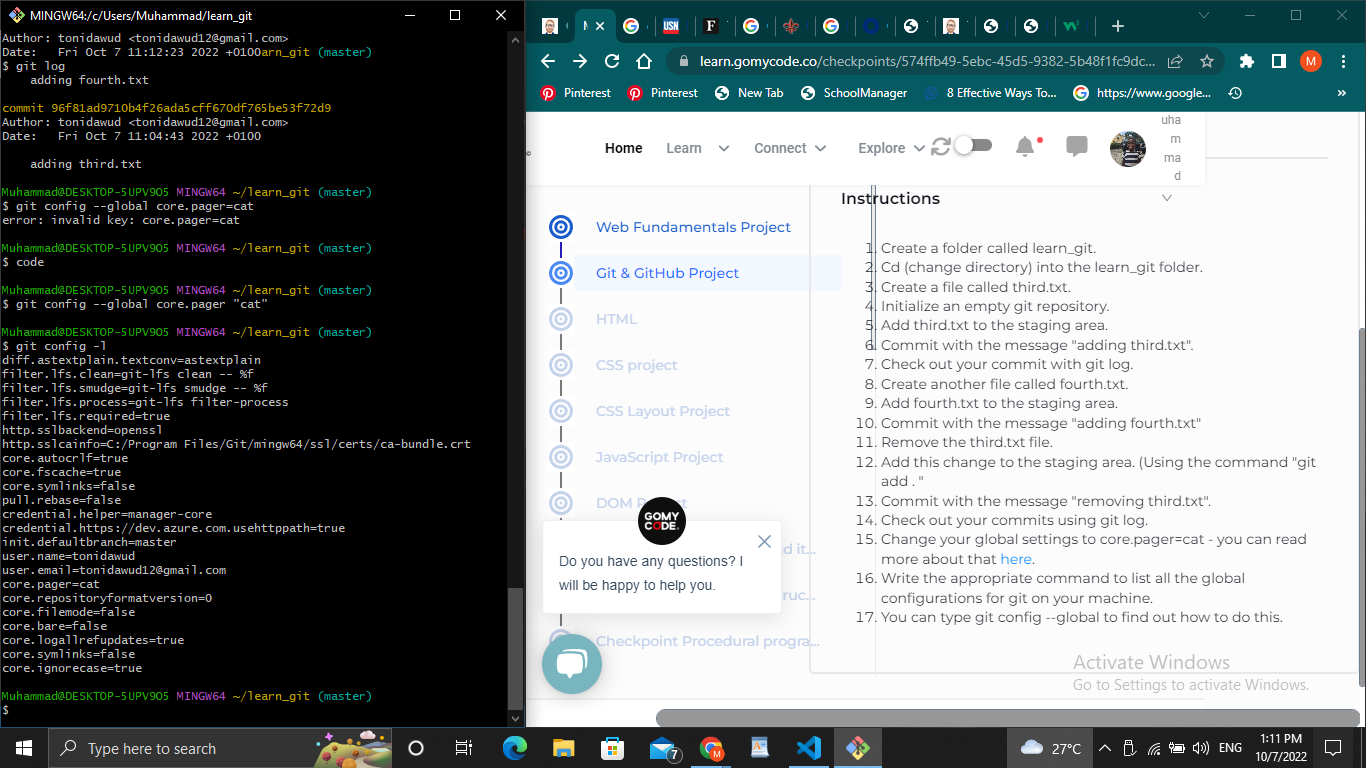 MINGW64:/c/Users/Muhammad/learn_git
Author: tonidawud <tonidawud12@gmail.com>
Date:   Fri Oct 7 11:12:23 2022 +0100arn_git (master)
$ git log
    adding fourth.txt
commit 96f81ad9710b4f26ada5cff670df765be53f72d9
Author: tonidawud <tonidawud12@gmail.com>
Date:   Fri Oct 7 11:04:43 2022 +0100
    adding third.txt
Muhammad@DESKTOP-5UPV9O5 MINGW64 ~/learn_git (master)
$ git config --global core.pager=cat
error: invalid key: core.pager=cat
Muhammad@DESKTOP-5UPV9O5 MINGW64 ~/learn_git (master)
$ code
Muhammad@DESKTOP-5UPV9O5 MINGW64 ~/learn_git (master)
$ git config --global core.pager "cat"
Muhammad@DESKTOP-5UPV9O5 MINGW64 ~/learn_git (master)
$ git config -l
diff.astextplain.textconv=astextplain
filter.lfs.clean=git-lfs clean -- %f
filter.lfs.smudge=git-lfs smudge -- %f
filter.lfs.process=git-lfs filter-process
filter.lfs.required=true
http.sslbackend=openssl
http.sslcainfo=C:/Program Files/Git/mingw64/ssl/certs/ca-bundle.crt
core.autocrlf=true
core.fscache=true
core.symlinks=false
pull.rebase=false
credential.helper=manager-core
credential.https://dev.azure.com.usehttppath=true
init.defaultbranch=master
user.name=tonidawud
user.email=tonidawud12@gmail.com
core.pager=cat
core.repositoryformatversion=0
core.filemode=false
core.bare=false
core.logallrefupdates=true
core.symlinks=false
core.ignorecase=true
Muhammad@DESKTOP-5UPV9O5 MINGW64 ~/learn_git (master)
$
USN
learn.gomycode.co/checkpoints/574ffb49-5ebc-45d5-9382-5b48f1fc9dc...
M
Pinterest
Pinterest
New Tab
SchoolManager
8 Effective Ways To...
https://www.google...
»
Home
Learn
Connect
Explore
uha
m
ma
d
Web Fundamentals Project
Git & GitHub Project
HTML
CSS project
CSS Layout Project
JavaScript Project
GOMY
CODE
Do you have any questions? I
will be happy to help you.
Checkpoint Procedural progra...
Instructions
1. Create a folder called learn_git.
2. Cd (change directory) into the learn_git folder.
3. Create a file called third.txt.
4. Initialize an empty git repository.
5. Add third.txt to the staging area.
6. Commit with the message "adding third.txt".
7. Check out your commit with git log.
8. Create another file called fourth.txt.
9. Add fourth.txt to the staging area.
10. Commit with the message "adding fourth.txt"
11. Remove the third.txt file.
12. Add this change to the staging area. (Using the command "git
add . "
13. Commit with the message "removing third.txt".
14. Check out your commits using git log.
15. Change your global settings to core.pager=cat - you can read
more about that here.
16. Write the appropriate command to list all the global
configurations for git on your machine.
17. You can type git config --global to find out how to do this.
Activate Windows
Go to Settings to activate Windows.
Type here to search
7
M
27°C
ENG
1:11 PM
10/7/2022